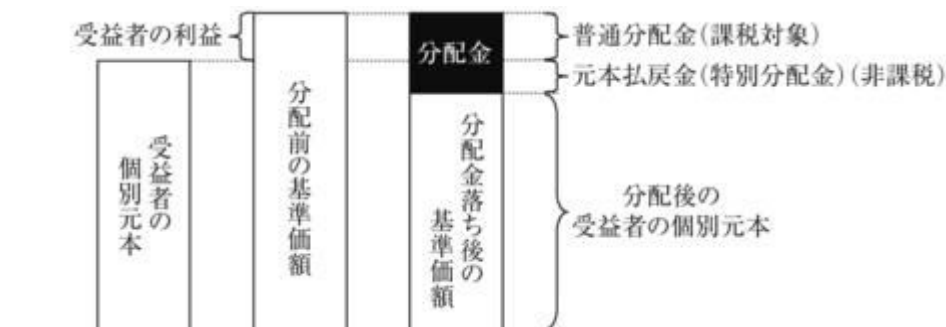 受益者の利益
分配金
普通分配金(課税対象)
元本払戻金(特別分配金)(非課税)
受益者の
個別元本
分配前の基準価額
分配金落ち後の
基準価額
分配後の
受益者の個別元本